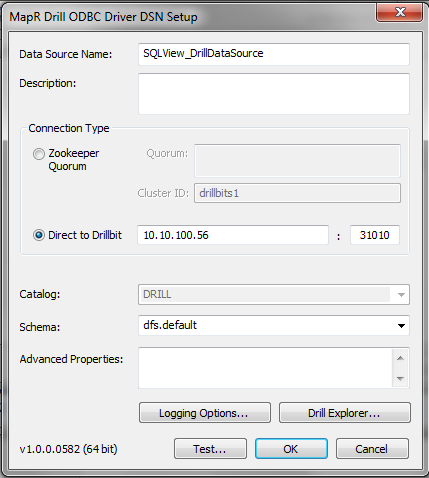 MapR Drill ODBC Driver DSN Setup
Data Source Name: SQLView_DrillDataSource
Description:
Connection Type
Zookeeper Quorum
Quorum:
Cluster ID: drillbits1
Direct to Drillbit 10.10.100.56 : 31010
Catalog: DRILL
Schema: dfs.default
Advanced Properties:
Logging Options... Drill Explorer...
v1.0.0.0582 (64 bit) Test... OK Cancel